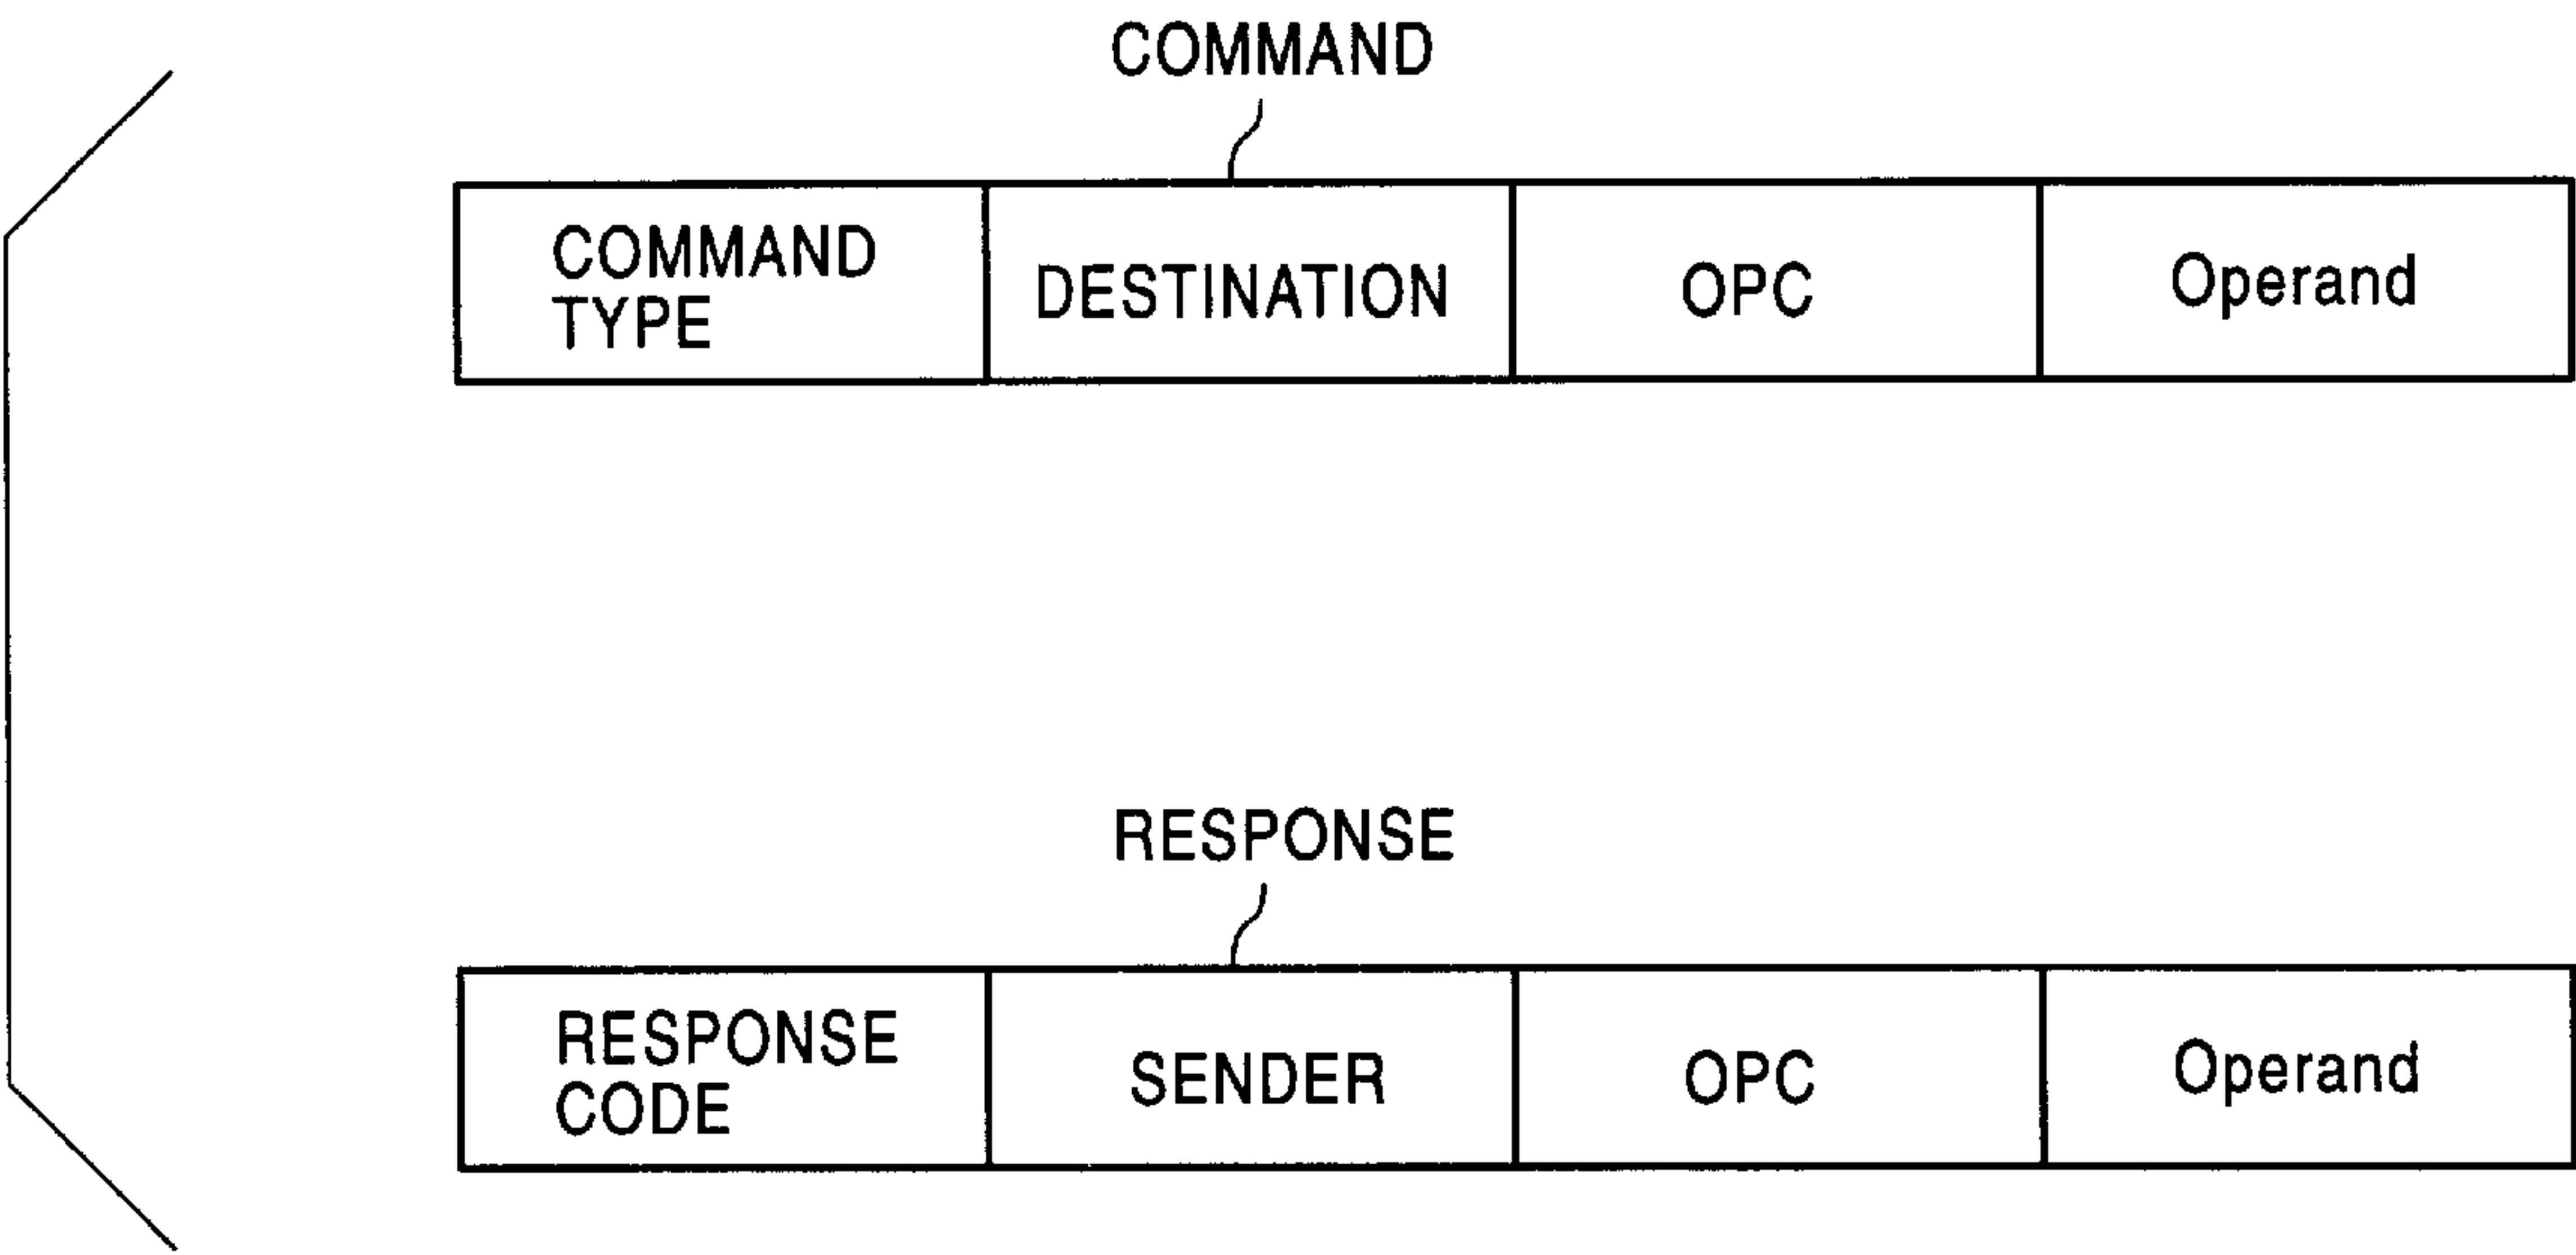 COMMAND
COMMAND
TYPE
DESTINATION
OPC
Operand
RESPONSE
RESPONSE
CODE
SENDER
OPC
Operand